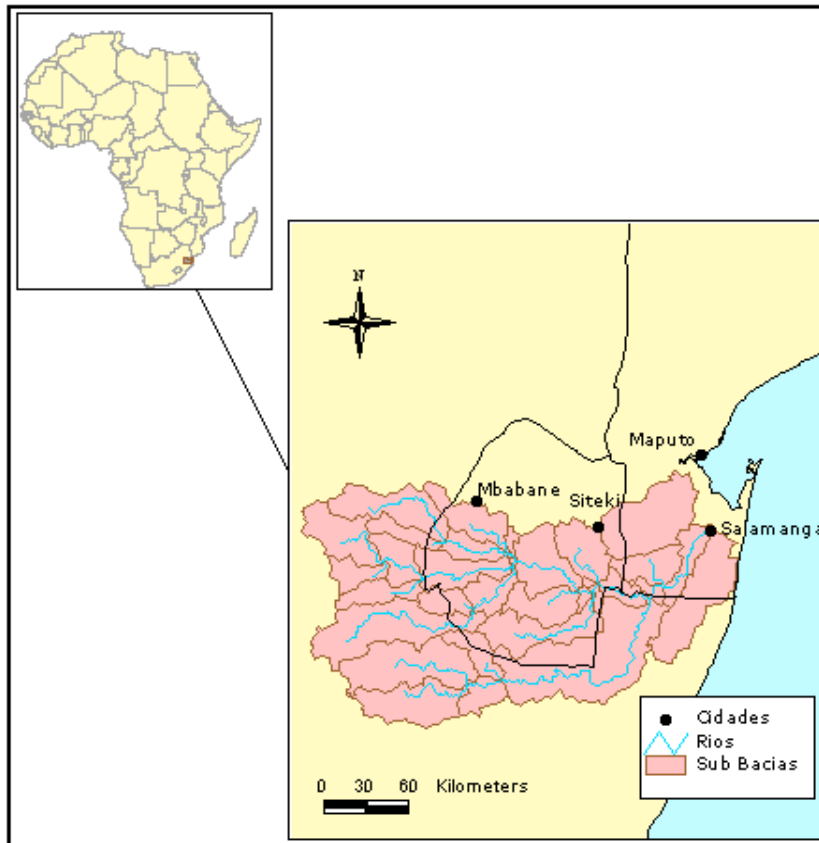 N
Maputo
Mbabane
Siteki
Salamanga
Cidades
Rios
Sub Bacias
0 30 60 Kilometers